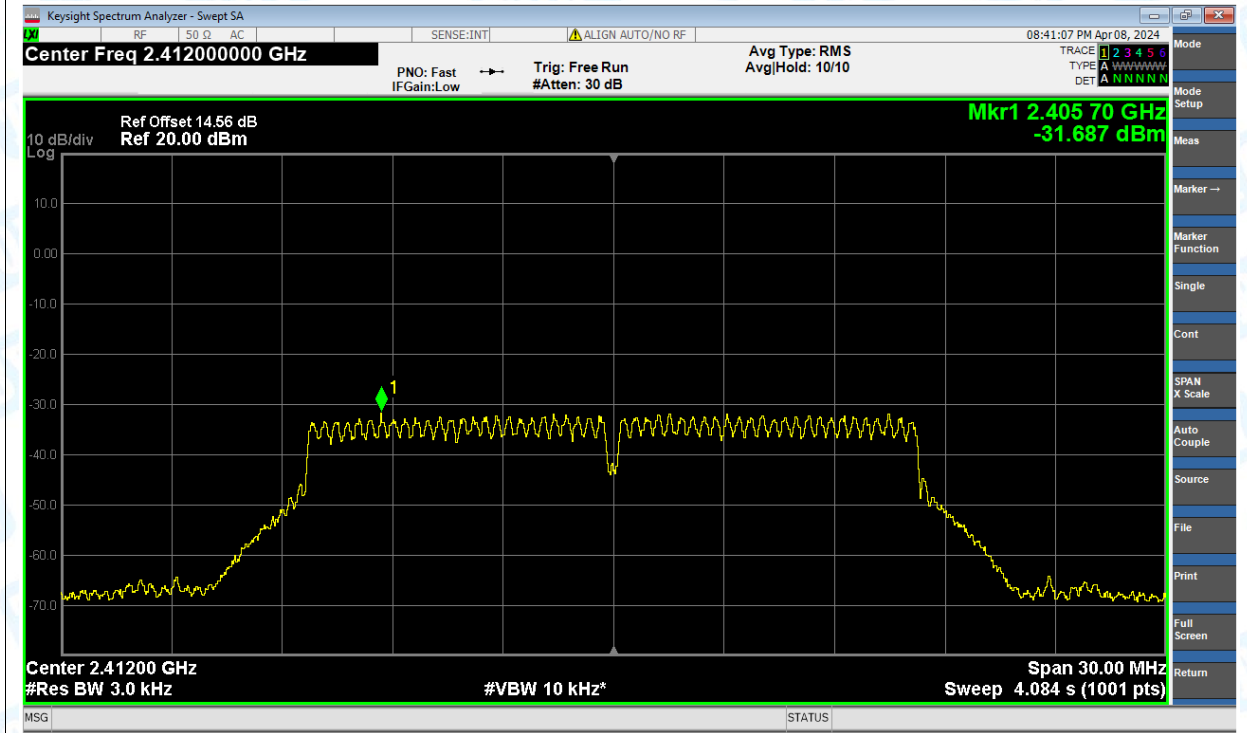 Keysight Spectrum Analyzer - Swept SA
LXI RF 50 Ω AC SENSE:INT ALIGN AUTO/NO RF 08:41:07 PM Apr 08, 2024
Center Freq 2.412000000 GHz
PNO: Fast
IFGain:Low
Trig: Free Run
#Atten: 30 dB
Avg Type: RMS
Avg|Hold: 10/10
TRACE 1 2 3 4 5 6
TYPE A WWWWW
DET A N N N N N
Mkr1 2.405 70 GHz
-31.687 dBm
Ref Offset 14.56 dB
10 dB/div Ref 20.00 dBm
Log
10.0
0.00
-10.0
-20.0
-30.0
-40.0
-50.0
-60.0
-70.0
1
Center 2.41200 GHz Span 30.00 MHz
#Res BW 3.0 kHz #VBW 10 kHz* Sweep 4.084 s (1001 pts)
MSG STATUS
Mode
Mode
Setup
Meas
Marker →
Marker
Function
Single
Cont
SPAN
X Scale
Auto
Couple
Source
File
Print
Full
Screen
Return